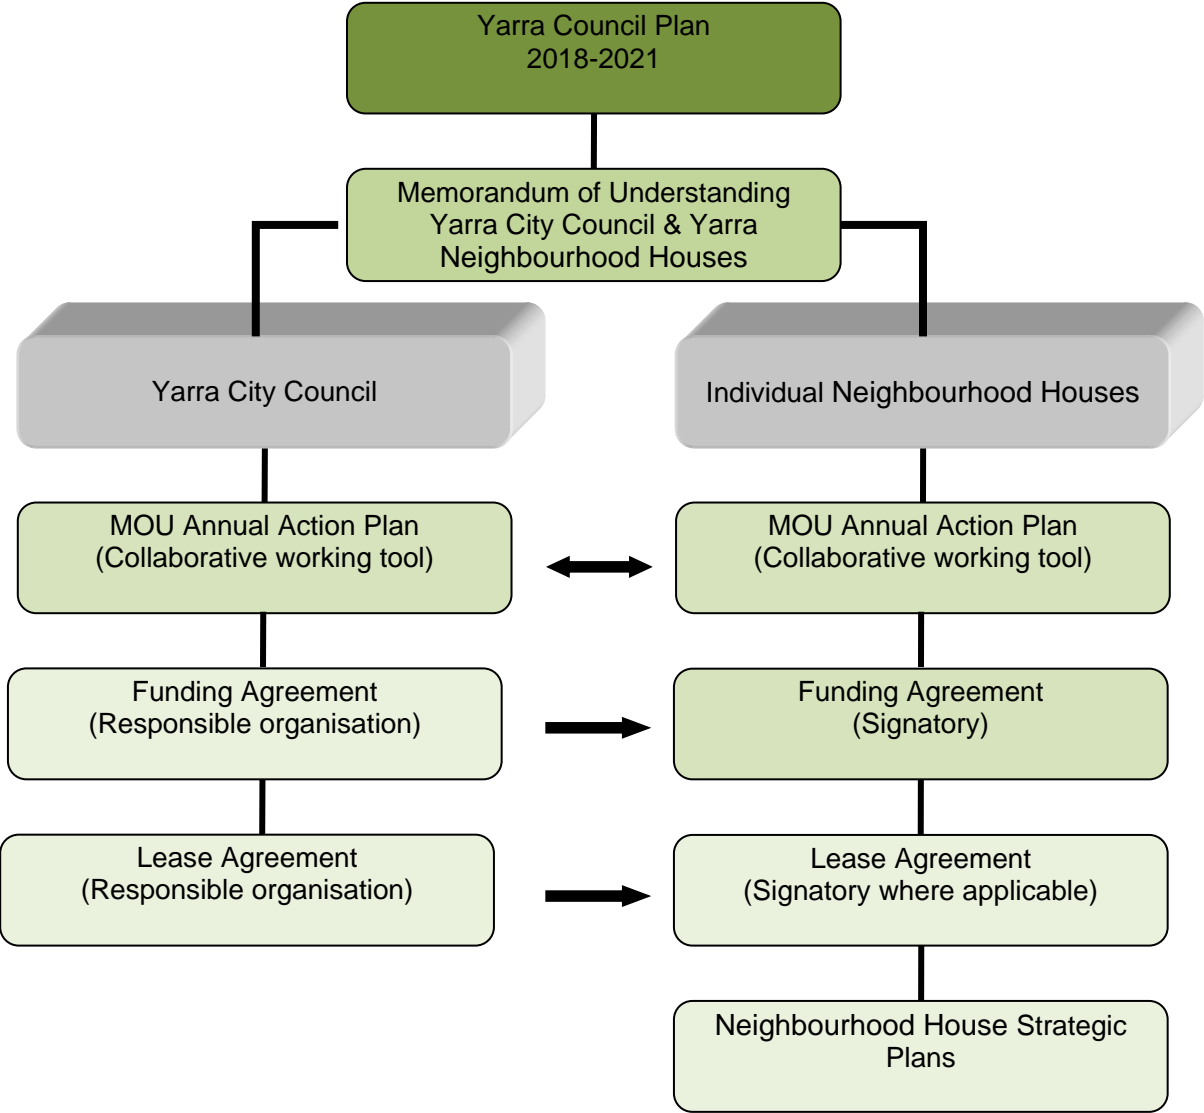 Yarra Council Plan
2018-2021
Memorandum of Understanding
Yarra City Council & Yarra
Neighbourhood Houses
Yarra City Council
Individual Neighbourhood Houses
MOU Annual Action Plan
(Collaborative working tool)
MOU Annual Action Plan
(Collaborative working tool)
Funding Agreement
(Responsible organisation)
Funding Agreement
(Signatory)
Lease Agreement
(Responsible organisation)
Lease Agreement
(Signatory where applicable)
Neighbourhood House Strategic
Plans